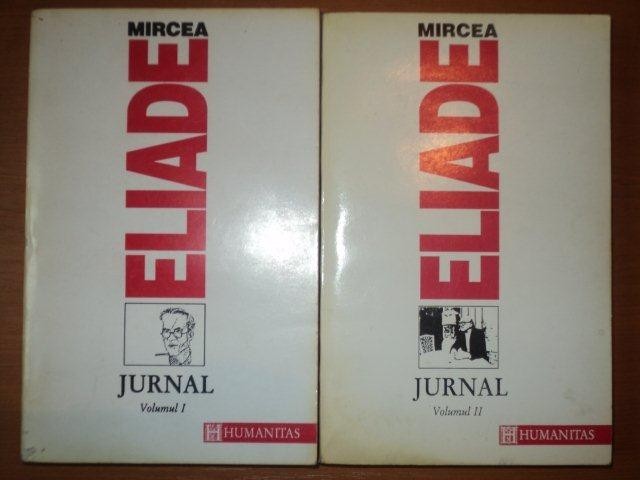 MIRCEA
ELIADE
JURNAL
Volumul I
HUMANITAS
MIRCEA
ELIADE
JURNAL
Volumul II
HUMANITAS